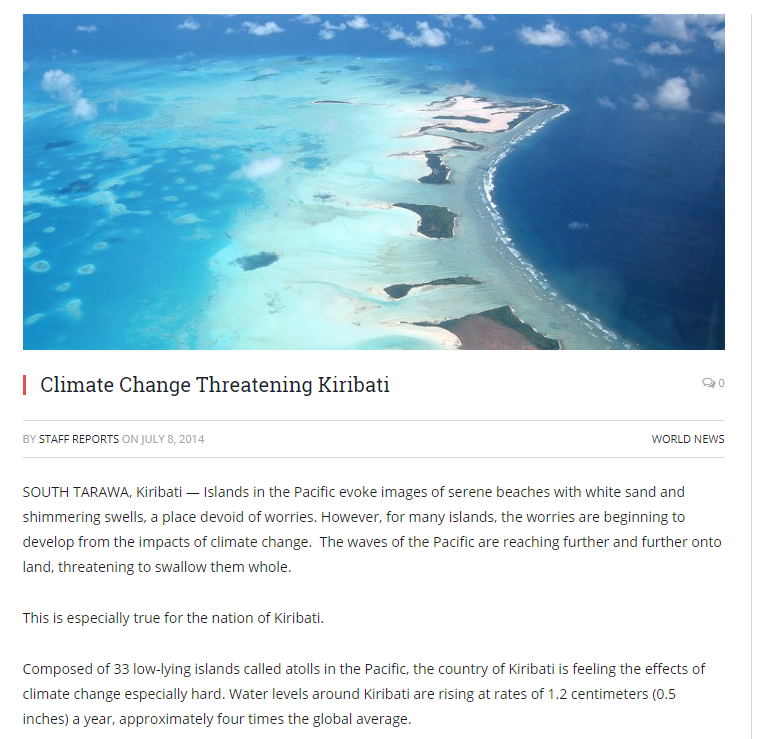 Climate Change Threatening Kiribati
0
BY STAFF REPORTS ON JULY 8, 2014
WORLD NEWS
SOUTH TARAWA, Kiribati — Islands in the Pacific evoke images of serene beaches with white sand and
shimmering swells, a place devoid of worries. However, for many islands, the worries are beginning to
develop from the impacts of climate change.  The waves of the Pacific are reaching further and further onto
land, threatening to swallow them whole.
This is especially true for the nation of Kiribati.
Composed of 33 low-lying islands called atolls in the Pacific, the country of Kiribati is feeling the effects of
climate change especially hard. Water levels around Kiribati are rising at rates of 1.2 centimeters (0.5
inches) a year, approximately four times the global average.